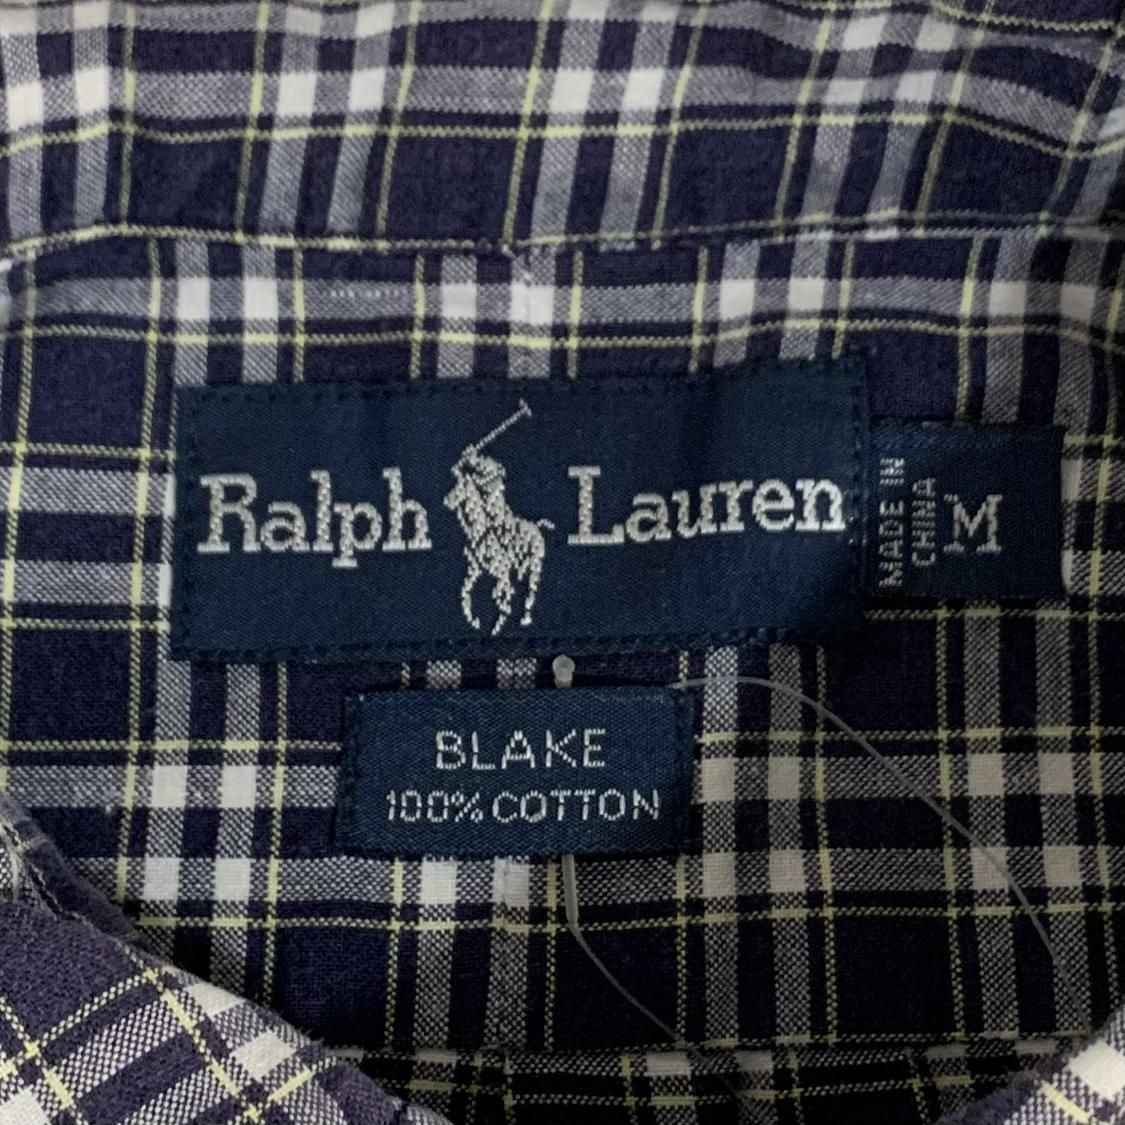 Ralph Lauren
MADE IN
CHINA
M
BLAKE
100% COTTON